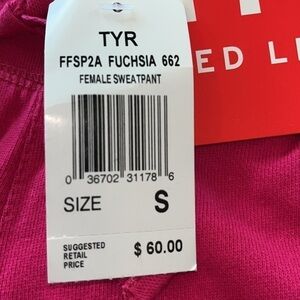 TYR
FFSP2A FUCHSIA 662
FEMALE SWEATPANT
0 36702 31178 6
SIZE S
SUGGESTED
RETAIL
PRICE
$ 60.00
ED L